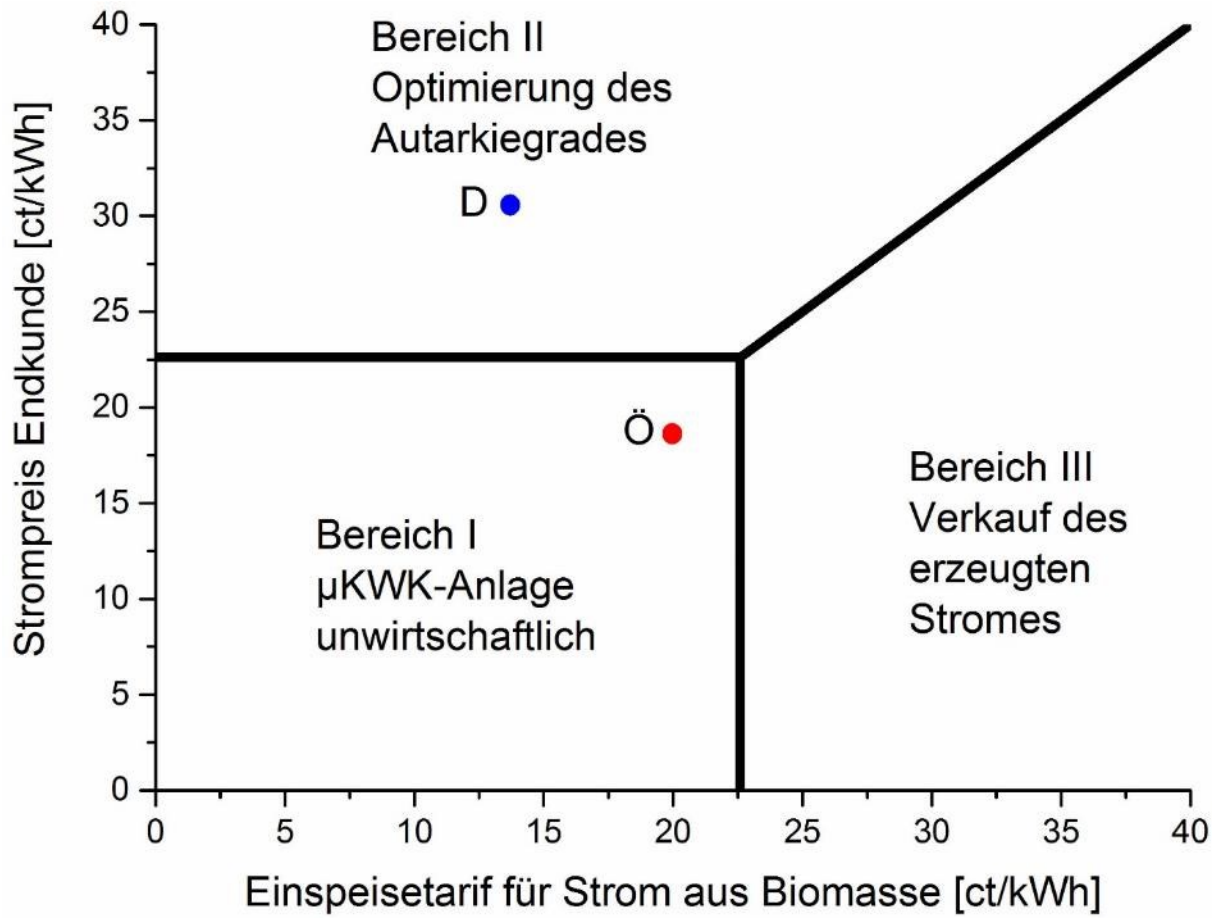 Strompreis Endkunde [ct/kWh]
40
35
30
25
20
15
10
5
0
Bereich II
Optimierung des
Autarkiegrades
D
Ö
Bereich I
µKWK-Anlage
unwirtschaftlich
Bereich III
Verkauf des
erzeugten
Stromes
0 5 10 15 20 25 30 35 40
Einspeisetarif für Strom aus Biomasse [ct/kWh]